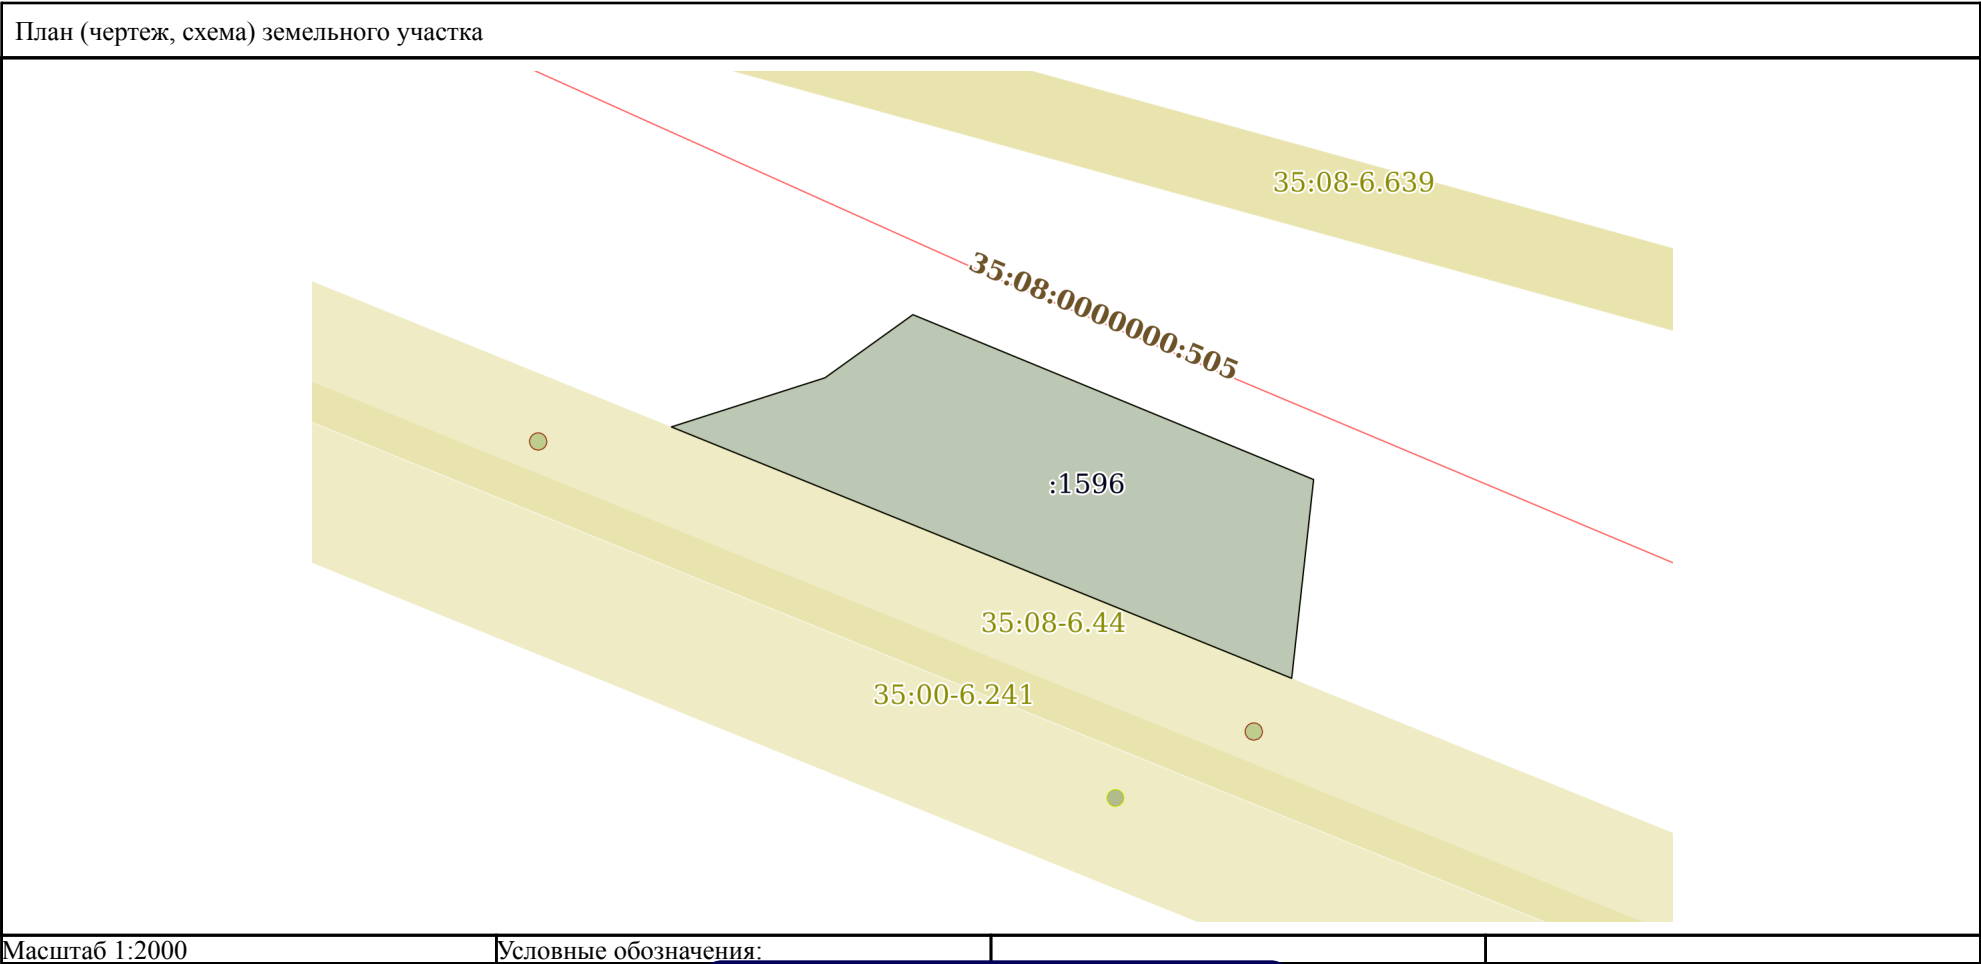 План (чертеж, схема) земельного участка
35:08-6.639
35:08:0000000:505
:1596
35:08-6.44
35:00-6.241
Масштаб 1:2000
Условные обозначения: